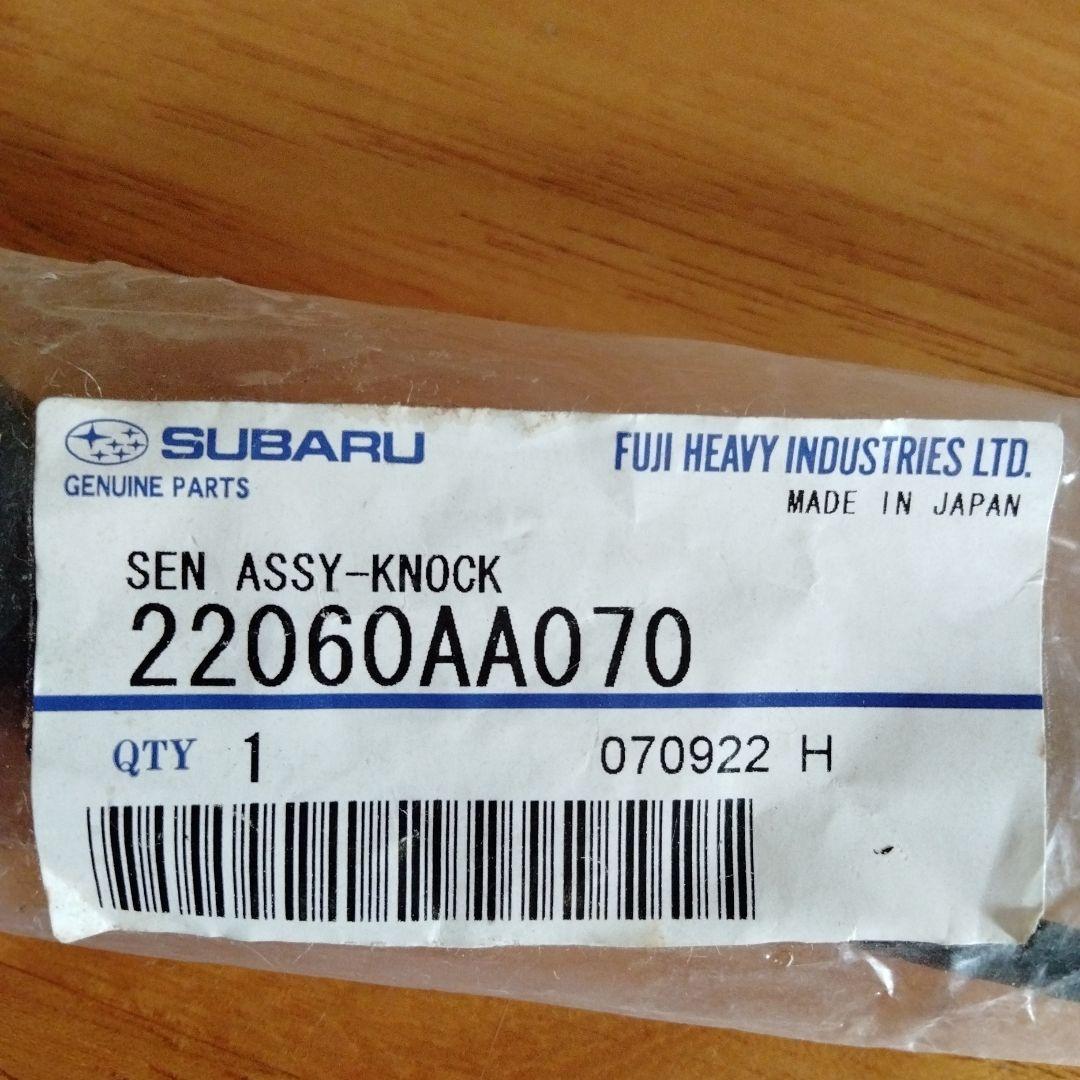 SUBARU
FUJI HEAVY INDUSTRIES LTD.
GENUINE PARTS
MADE IN JAPAN
SEN ASSY-KNOCK
22060AA070
QTY 1
070922 H